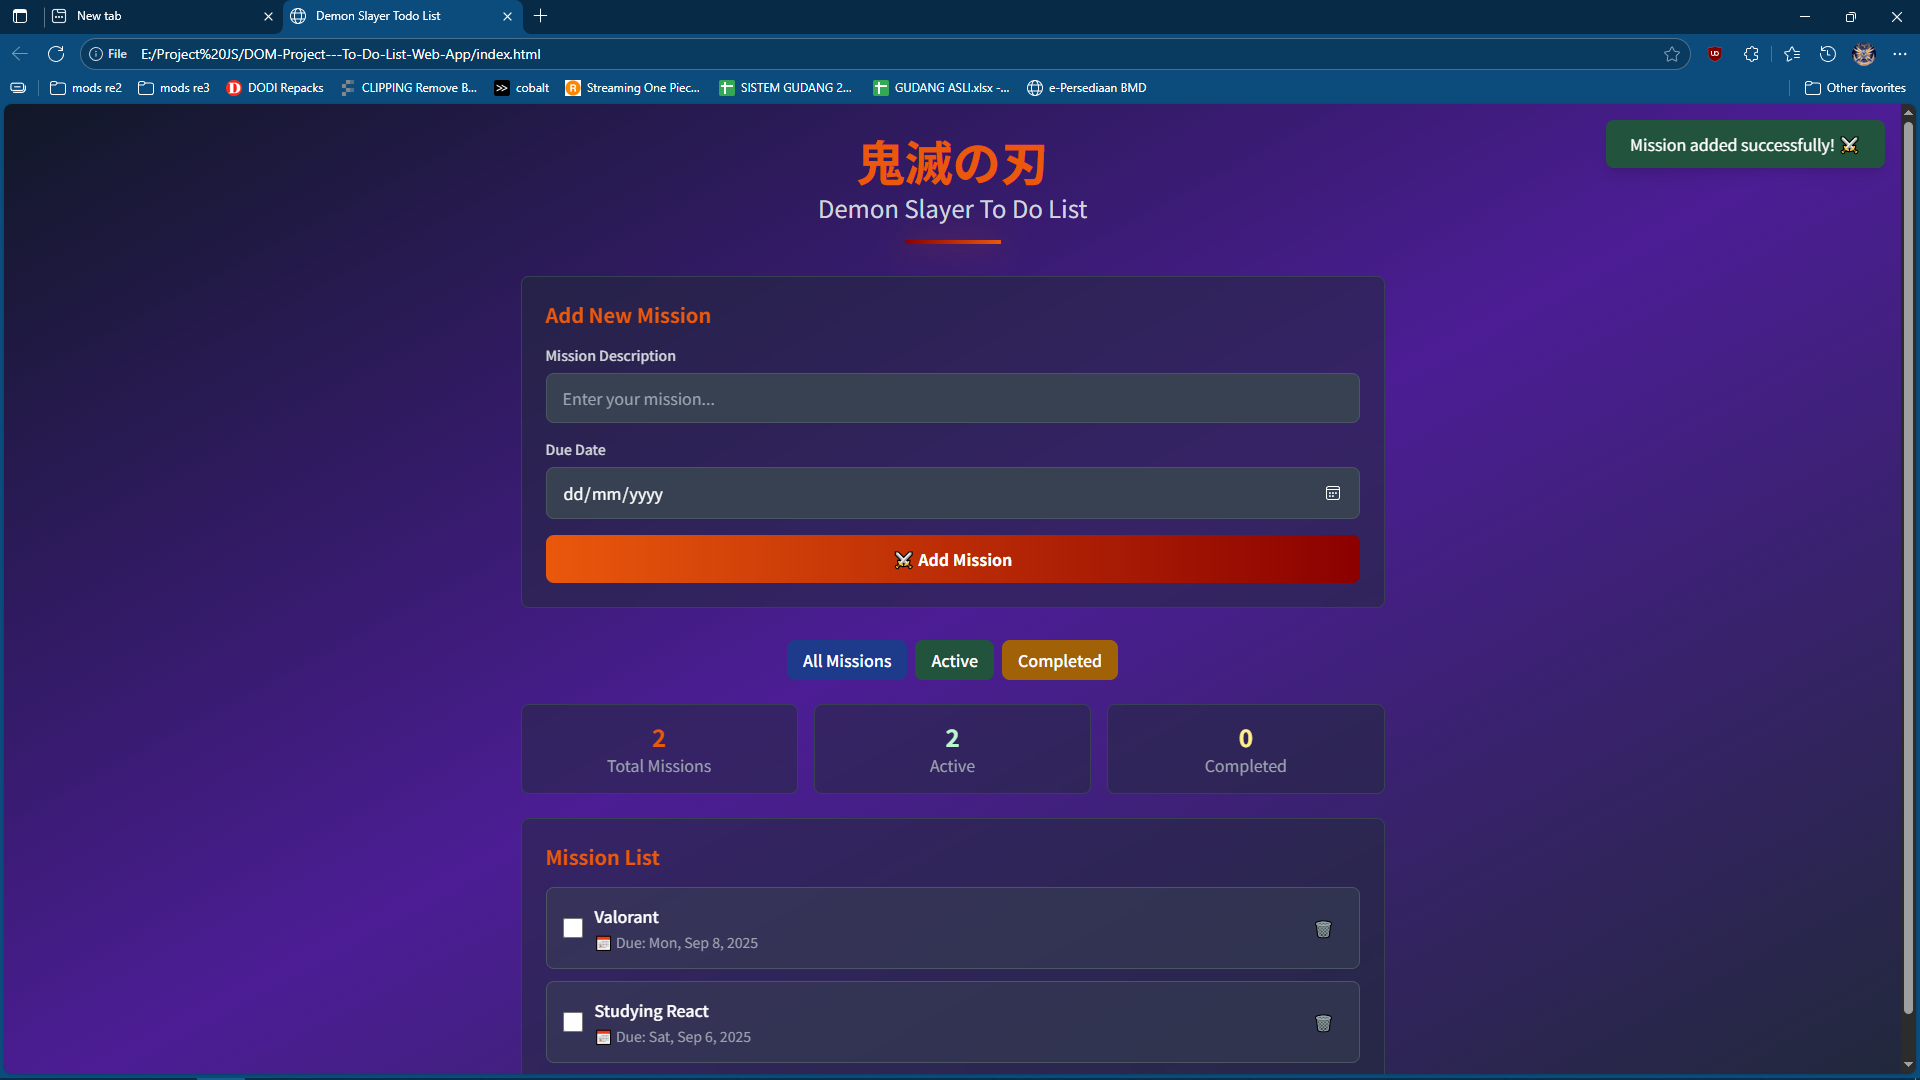 New tab
Demon Slayer Todo List
File
E:/Project%20JS/DOM-Project---To-Do-List-Web-App/index.html
mods re2
mods re3
DODI Repacks
CLIPPING Remove B...
cobalt
Streaming One Piec...
SISTEM GUDANG 2...
GUDANG ASLI.xlsx -...
e-Persediaan BMD
Other favorites
Mission added successfully!
鬼滅の刃
Demon Slayer To Do List
Add New Mission
Mission Description
Enter your mission...
Due Date
dd/mm/yyyy
Add Mission
All Missions
Active
Completed
2
Total Missions
2
Active
0
Completed
Mission List
Valorant
Due: Mon, Sep 8, 2025
Studying React
Due: Sat, Sep 6, 2025